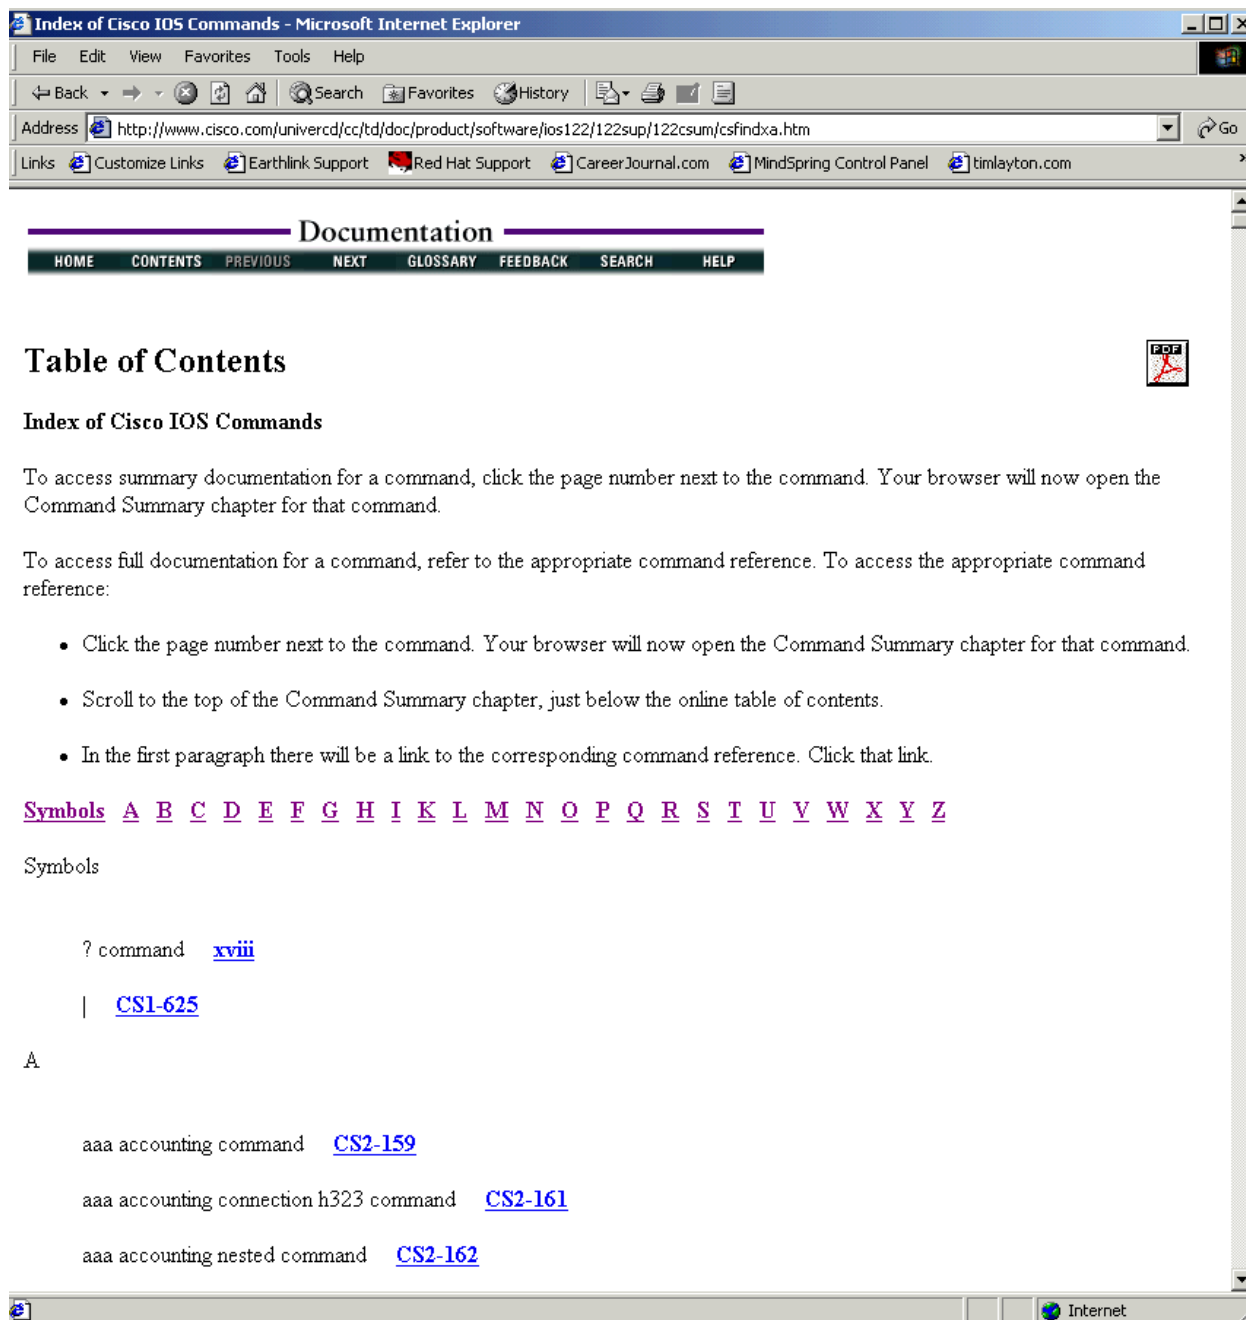 Index of Cisco IOS Commands - Microsoft Internet Explorer
File Edit View Favorites Tools Help
Back Search Favorites History
Address http://www.cisco.com/univercd/cc/td/doc/product/software/ios122/122sup/122csum/csfindxa.htm Go
Links Customize Links Earthlink Support Red Hat Support CareerJournal.com MindSpring Control Panel timlayton.com
Documentation
HOME CONTENTS PREVIOUS NEXT GLOSSARY FEEDBACK SEARCH HELP
Table of Contents
PDF
Index of Cisco IOS Commands
To access summary documentation for a command, click the page number next to the command. Your browser will now open the
Command Summary chapter for that command.
To access full documentation for a command, refer to the appropriate command reference. To access the appropriate command
reference:
• Click the page number next to the command. Your browser will now open the Command Summary chapter for that command.
• Scroll to the top of the Command Summary chapter, just below the online table of contents.
• In the first paragraph there will be a link to the corresponding command reference. Click that link.
Symbols A B C D E F G H I K L M N O P Q R S T U V W X Y Z
Symbols
? command xviii
| CS1-625
A
aaa accounting command CS2-159
aaa accounting connection h323 command CS2-161
aaa accounting nested command CS2-162
Internet